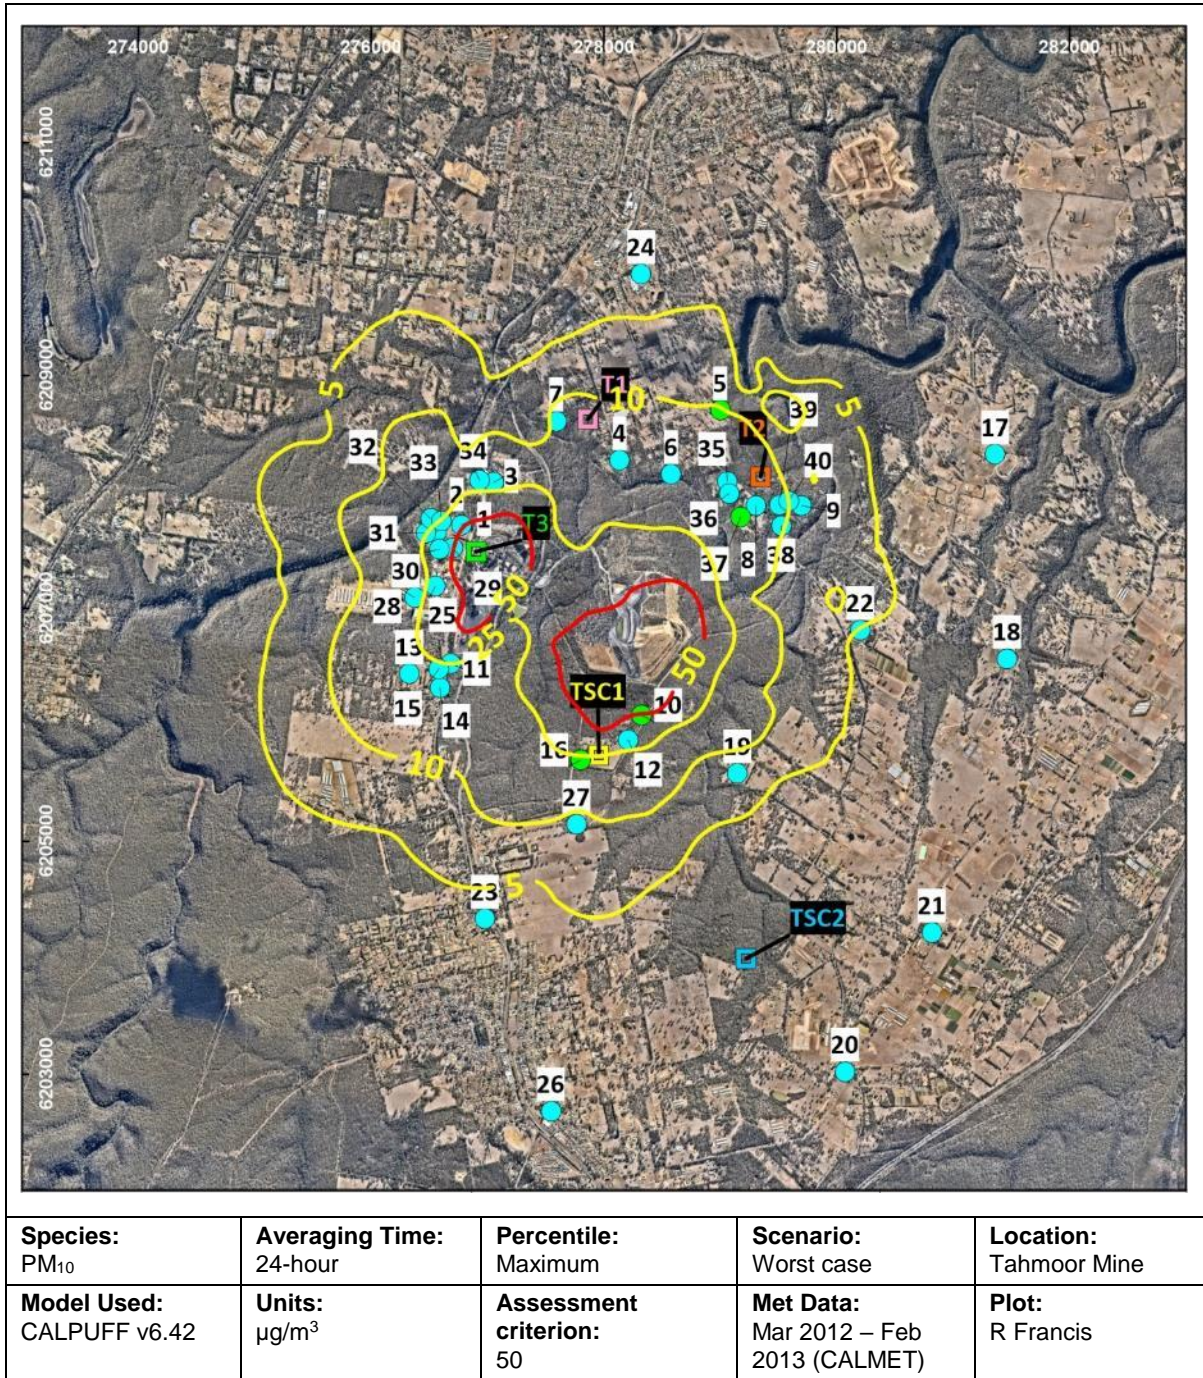 274000 276000 278000 280000 282000
6211000
24
6209000
5 5 5
7 T1 10 39
4 T2
32 6 35 17
33 34 3 40
2 9
31 1 T3 36
30 37 8 38
6207000
28 29 50
25 25 22
13 11 18
50
TSC1
15 14 10
16 19
10 12
27
6205000
5
23
TSC2 21
20
6203000
26
Species:
PM₁₀
Averaging Time:
24-hour
Percentile:
Maximum
Scenario:
Worst case
Location:
Tahmoor Mine
Model Used:
CALPUFF v6.42
Units:
µg/m³
Assessment
criterion:
50
Met Data:
Mar 2012 – Feb
2013 (CALMET)
Plot:
R Francis